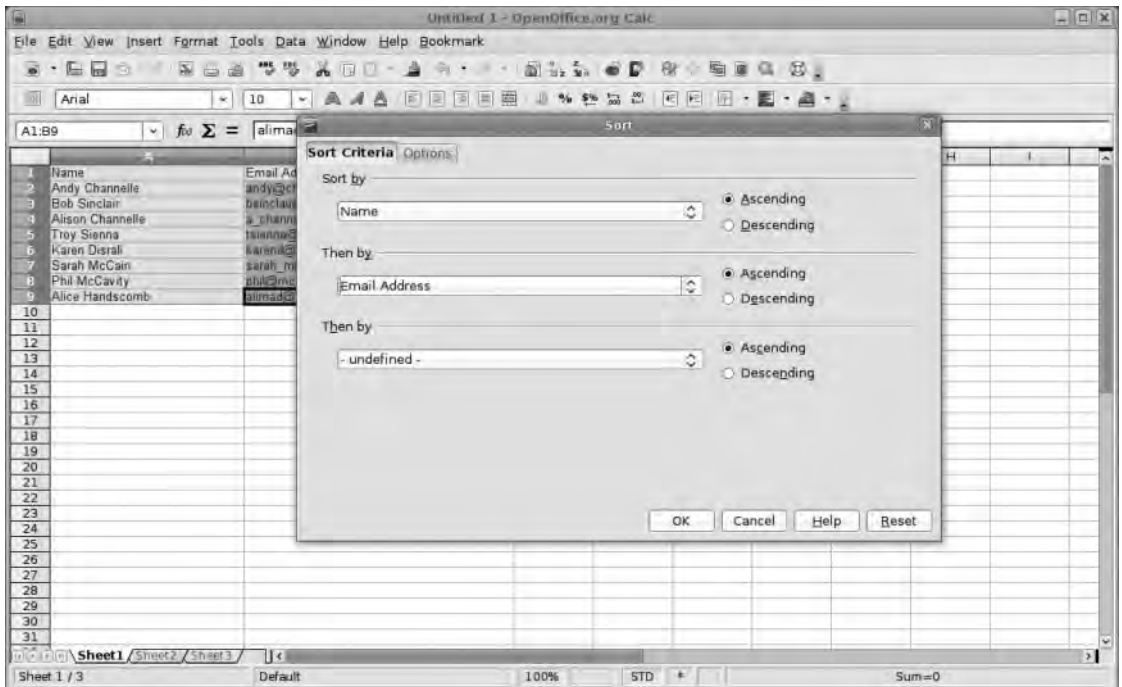 Untitled 1 - OpenOffice.org Calc
File Edit View Insert Format Tools Data Window Help Bookmark
Arial 10
A1:B9 alima
Sort
Sort Criteria Options
Sort by
Name
Ascending
Descending
Then by
Email Address
Ascending
Descending
Then by
- undefined -
Ascending
Descending
OK Cancel Help Reset
A H I
1 Name Email Ad
2 Andy Channelle
3 Bob Sinclair
4 Alison Channelle
5 Troy Sienna
6 Karen Disrali
7 Sarah McCain
8 Phil McCavity
9 Alice Handscomb
10
11
12
13
14
15
16
17
18
19
20
21
22
23
24
25
26
27
28
29
30
31
Sheet1 Sheet2 Sheet3
Sheet 1 / 3 Default 100% STD * Sum=0